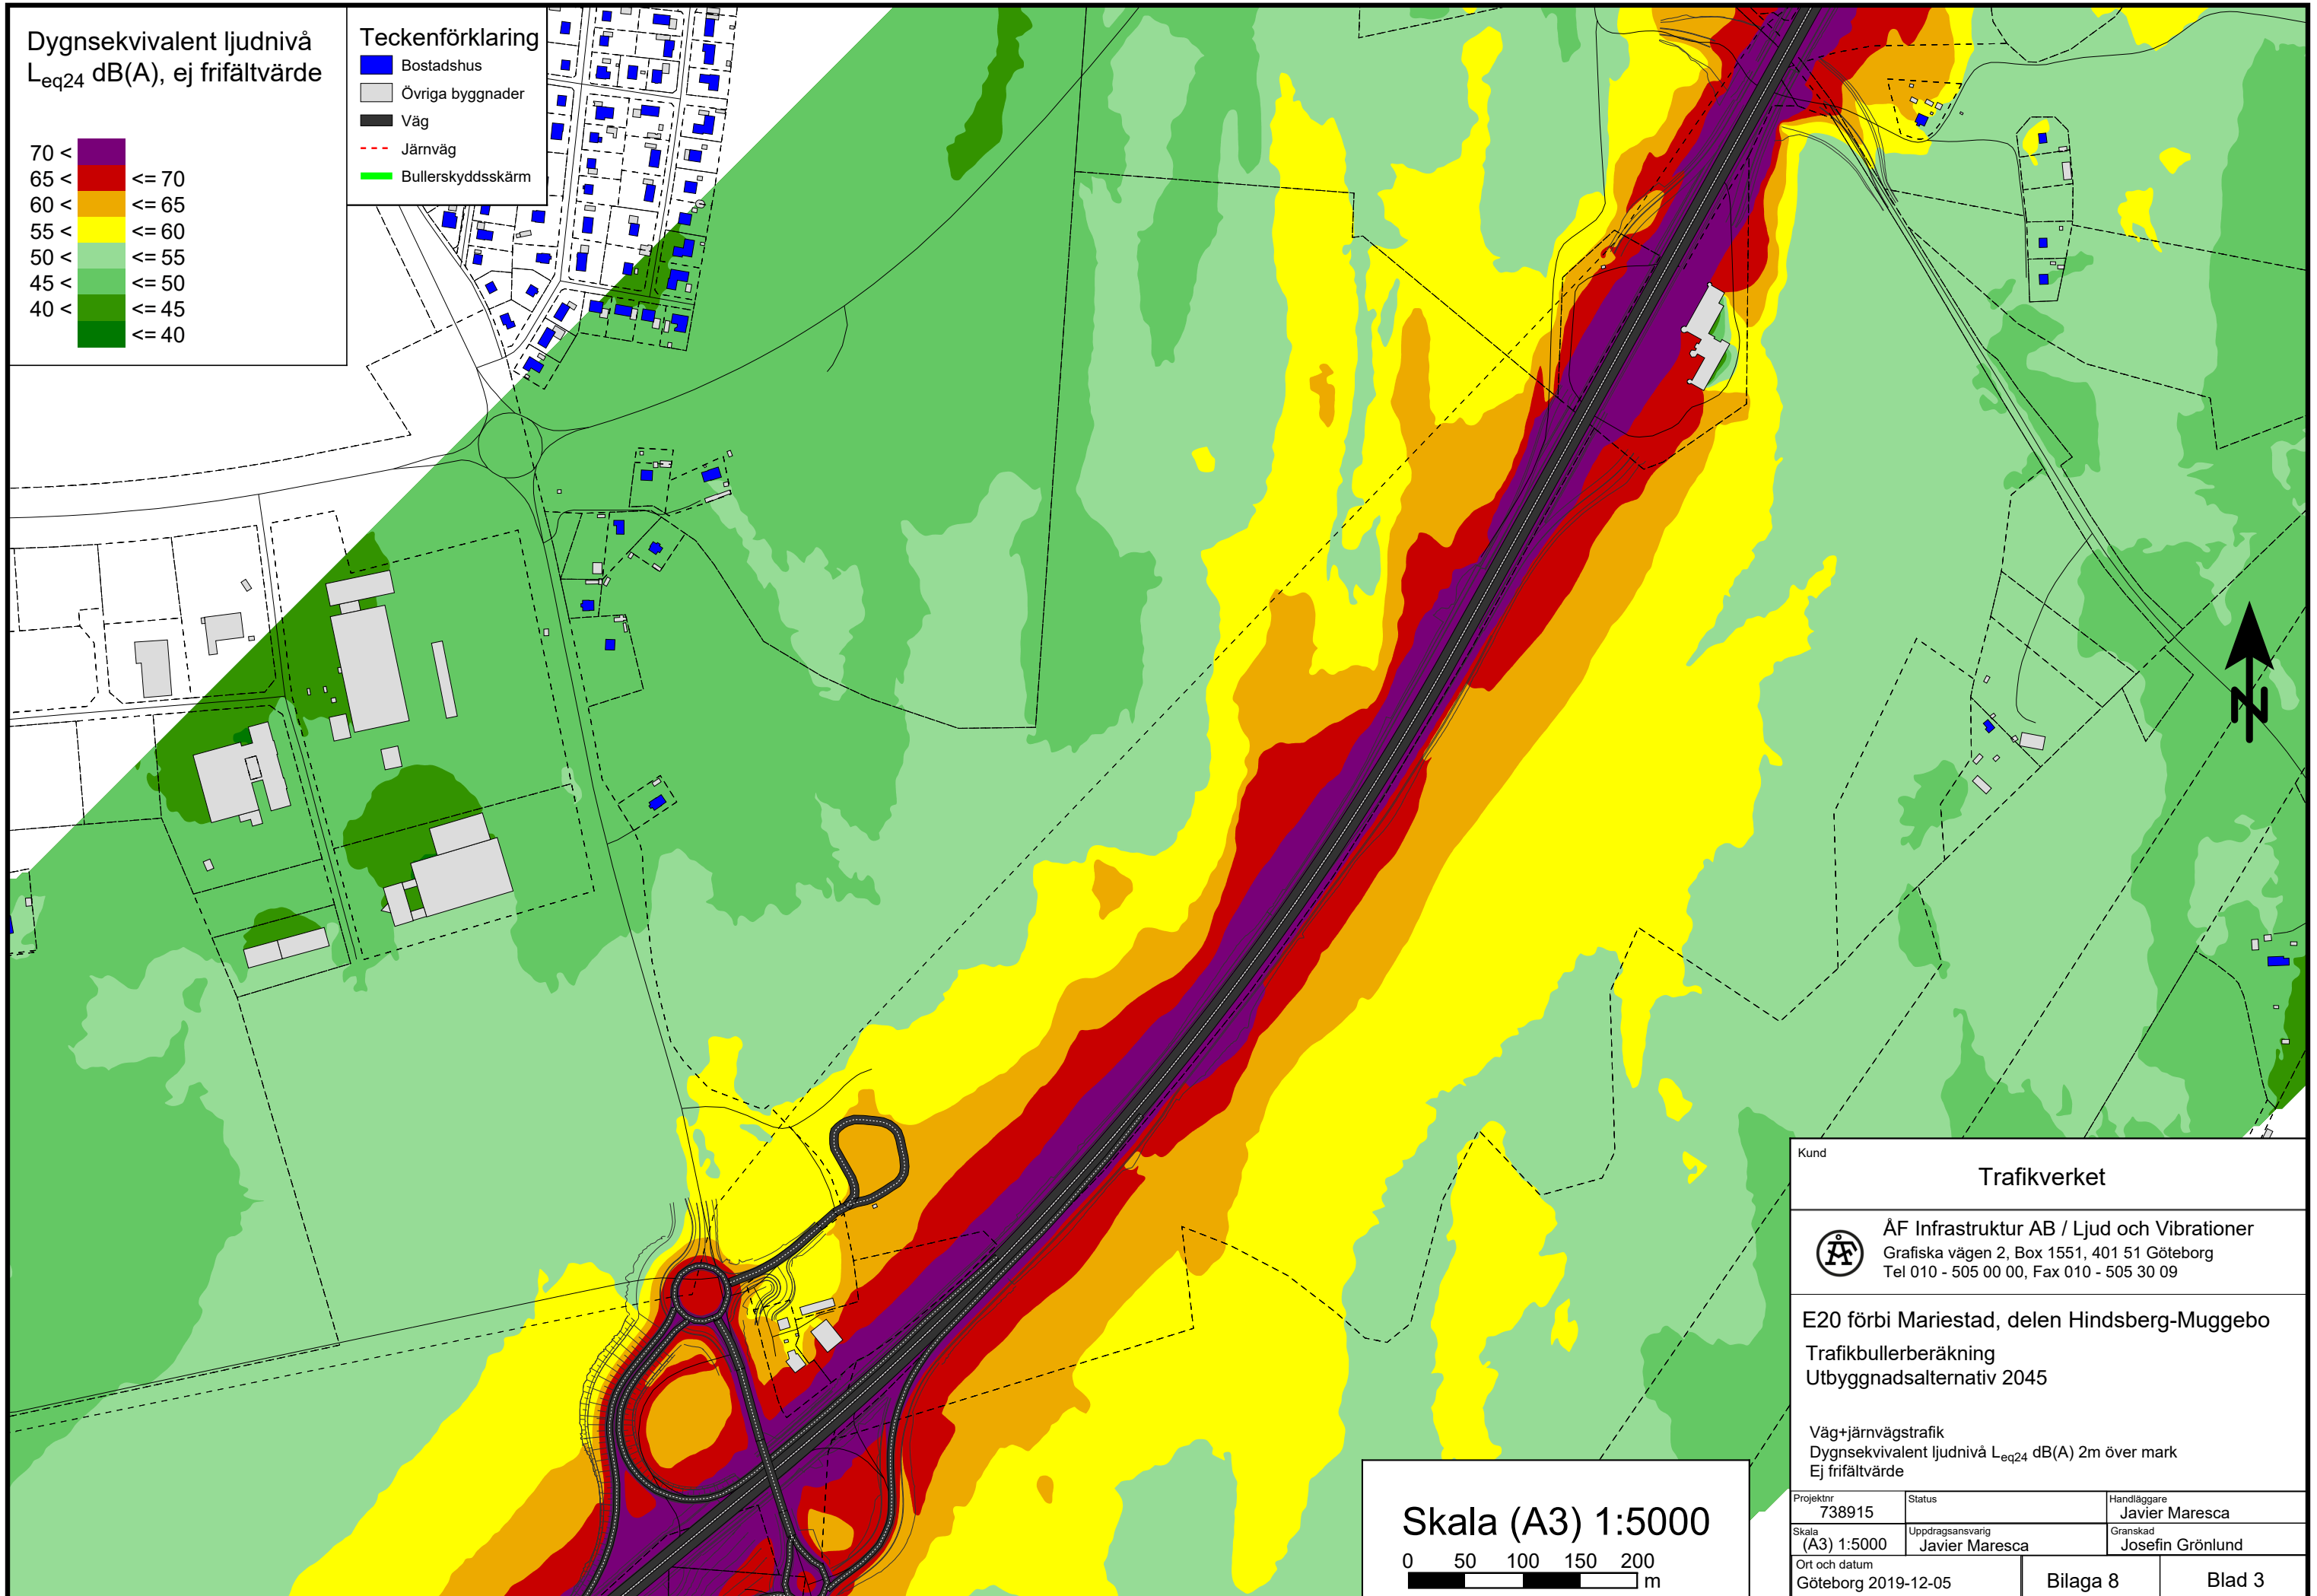 Dygnsekvivalent ljudnivå
Leq24 dB(A), ej frifältvärde
70 <
65 < <= 70
60 < <= 65
55 < <= 60
50 < <= 55
45 < <= 50
40 < <= 45
<= 40
Teckenförklaring
Bostadshus
Övriga byggnader
Väg
Järnväg
Bullerskyddsskärm
N
Skala (A3) 1:5000
0 50 100 150 200
m
Kund
Trafikverket
ÅF
ÅF Infrastruktur AB / Ljud och Vibrationer
Grafiska vägen 2, Box 1551, 401 51 Göteborg
Tel 010 - 505 00 00, Fax 010 - 505 30 09
E20 förbi Mariestad, delen Hindsberg-Muggebo
Trafikbullerberäkning
Utbyggnadsalternativ 2045
Väg+järnvägstrafik
Dygnsekvivalent ljudnivå Leq24 dB(A) 2m över mark
Ej frifältvärde
Projektnr
738915
Status
Handläggare
Javier Maresca
Skala
(A3) 1:5000
Uppdragsansvarig
Javier Maresca
Granskad
Josefin Grönlund
Ort och datum
Göteborg 2019-12-05
Bilaga 8
Blad 3